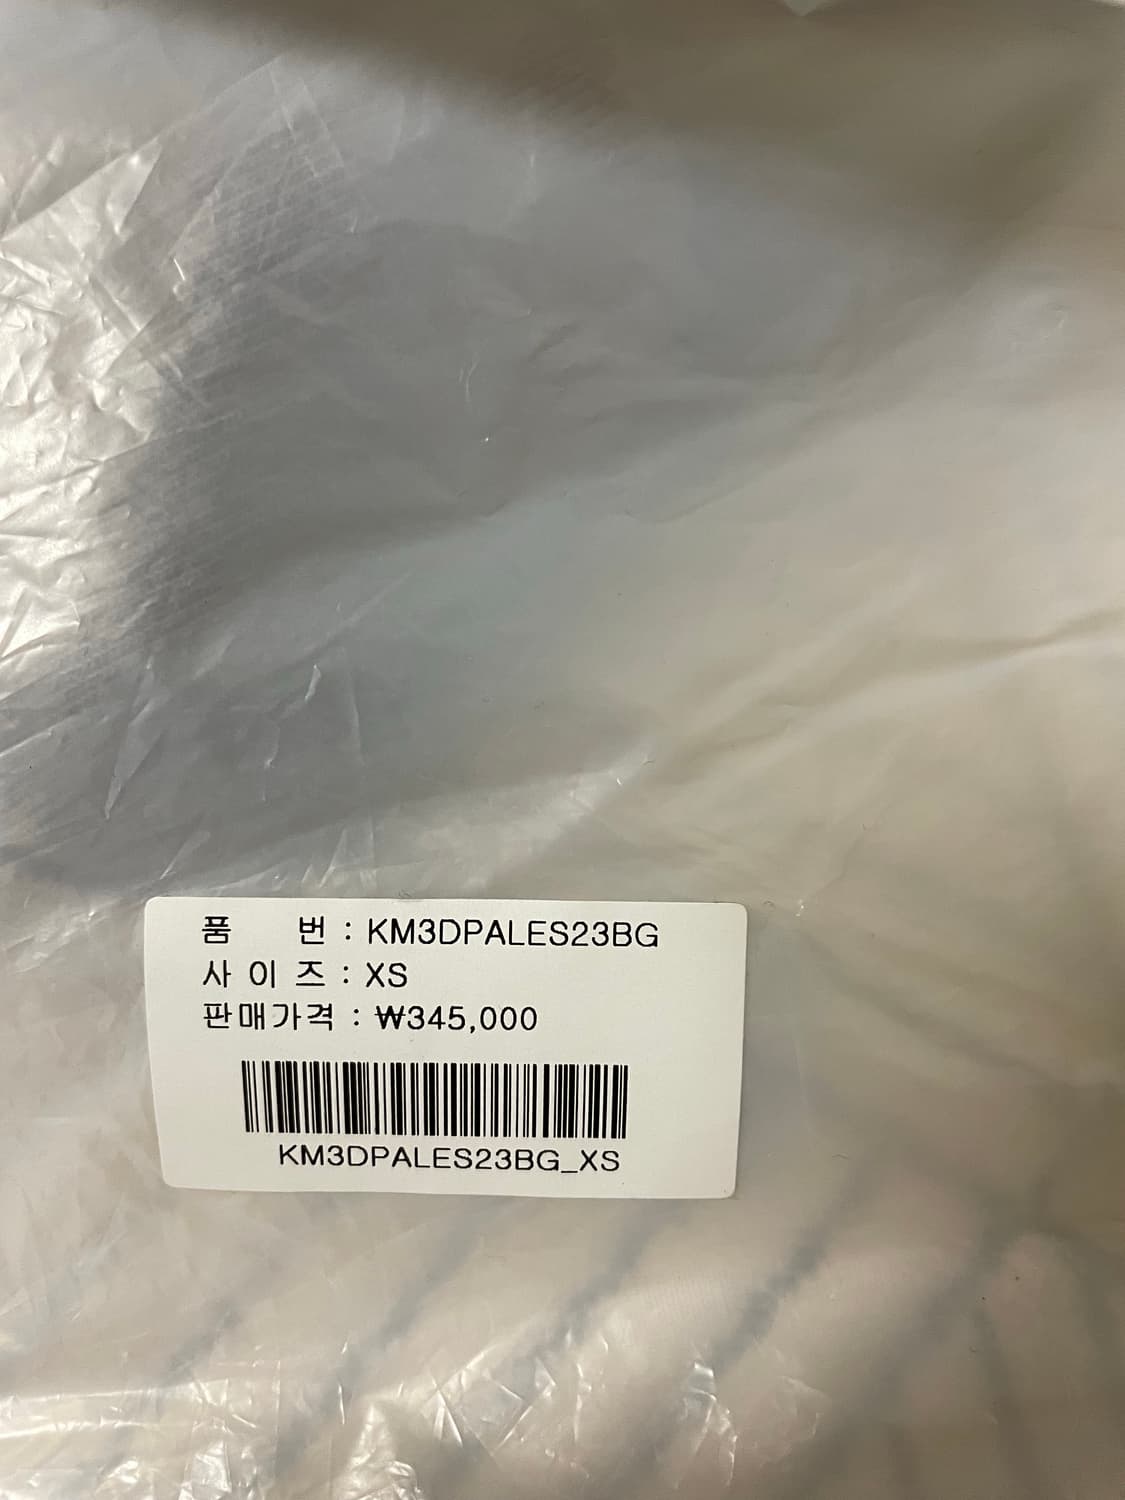 품 번 : KM3DPALES23BG
사 이 즈 : XS
판매가격 : ₩345,000
KM3DPALES23BG_XS